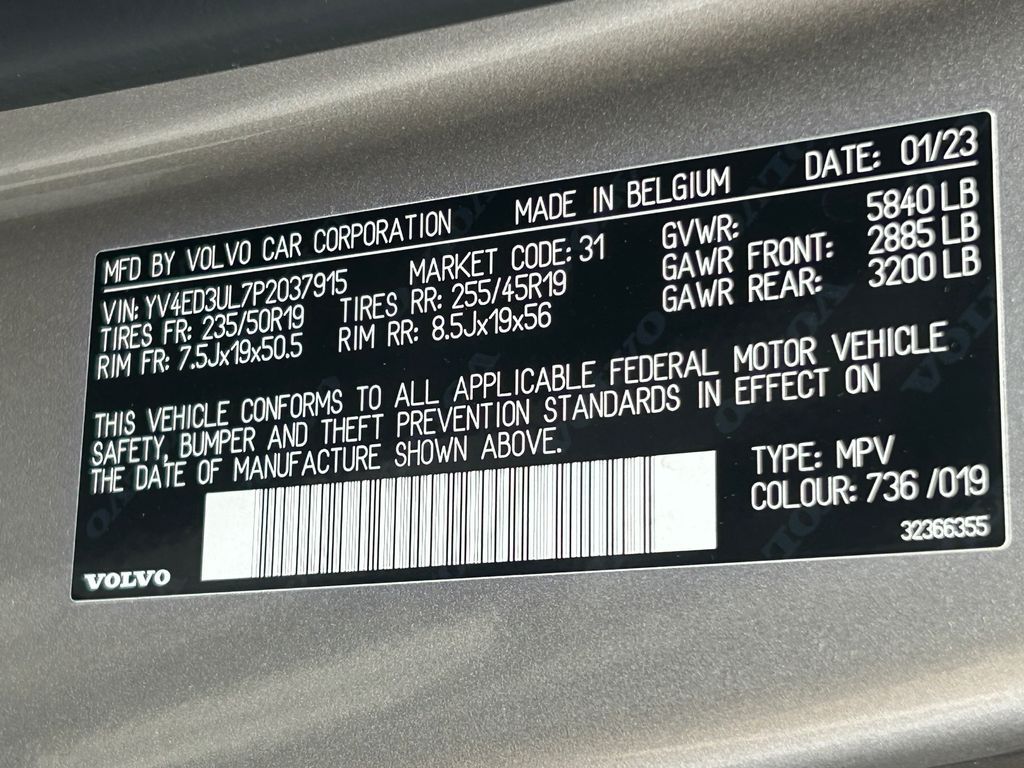 MFD BY VOLVO CAR CORPORATION MADE IN BELGIUM DATE: 01/23
VIN: YV4ED3UL7P2037915 MARKET CODE: 31 GVWR: 5840 LB
TIRES FR: 235/50R19 TIRES RR: 255/45R19 GAWR FRONT: 2885 LB
RIM FR: 7.5Jx19x50.5 RIM RR: 8.5Jx19x56 GAWR REAR: 3200 LB
THIS VEHICLE CONFORMS TO ALL APPLICABLE FEDERAL MOTOR VEHICLE
SAFETY, BUMPER AND THEFT PREVENTION STANDARDS IN EFFECT ON
THE DATE OF MANUFACTURE SHOWN ABOVE.
TYPE: MPV
COLOUR: 736 /019
32366355
VOLVO